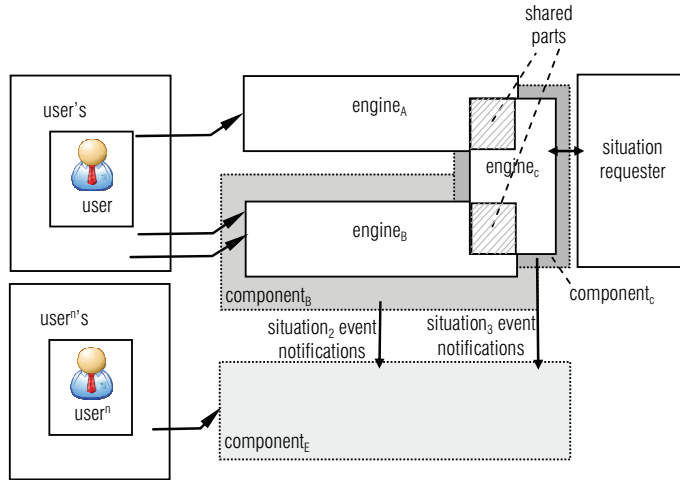 shared
parts
user's
user
engineA
enginec
situation
requester
engineB
componentB
componentc
situation2 event
notifications
situation3 event
notifications
userⁿ's
userⁿ
componentE